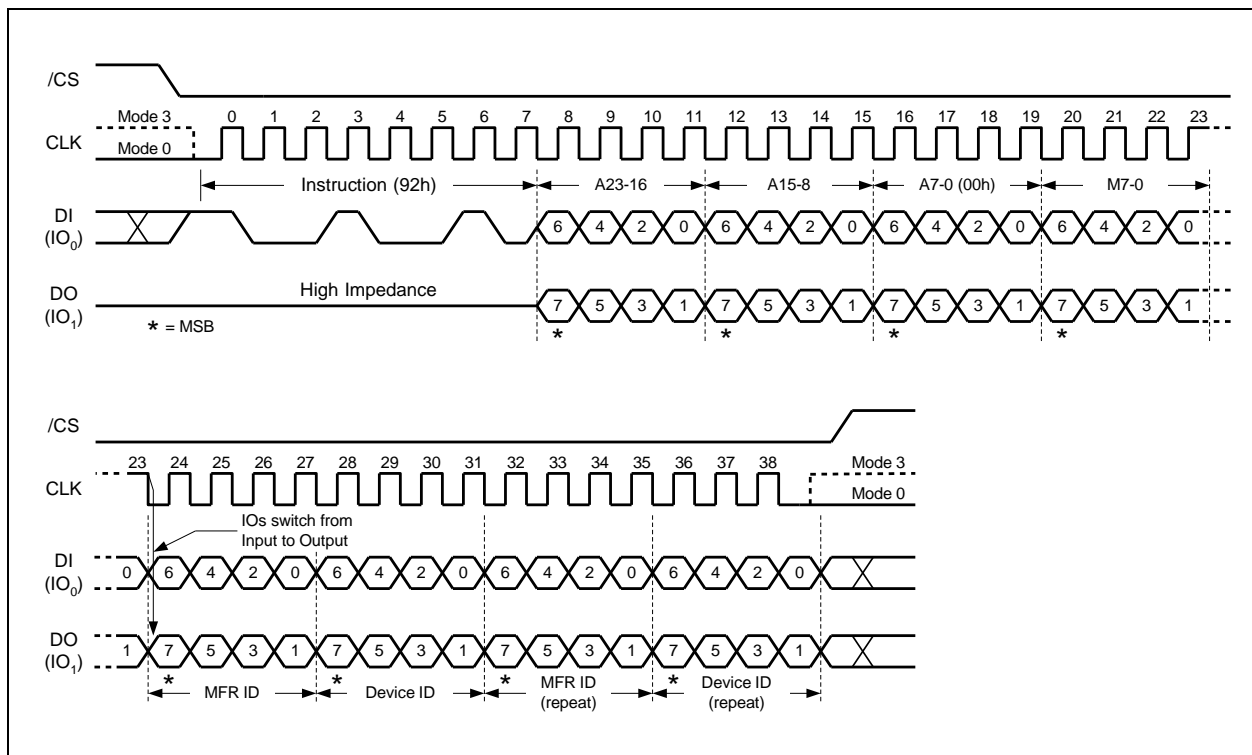 /CS
Mode 3
0 1 2 3 4 5 6 7 8 9 10 11 12 13 14 15 16 17 18 19 20 21 22 23
CLK
Mode 0
Instruction (92h) A23-16 A15-8 A7-0 (00h) M7-0
DI
(IO0)
6 4 2 0 6 4 2 0 6 4 2 0 6 4 2 0
High Impedance
DO
(IO1)
7 5 3 1 7 5 3 1 7 5 3 1 7 5 3 1
* = MSB
* * * *
/CS
23 24 25 26 27 28 29 30 31 32 33 34 35 36 37 38
Mode 3
CLK
Mode 0
IOs switch from
Input to Output
DI
(IO0)
0 6 4 2 0 6 4 2 0 6 4 2 0 6 4 2 0
DO
(IO1)
1 7 5 3 1 7 5 3 1 7 5 3 1 7 5 3 1
* * * *
MFR ID Device ID MFR ID
(repeat)
Device ID
(repeat)